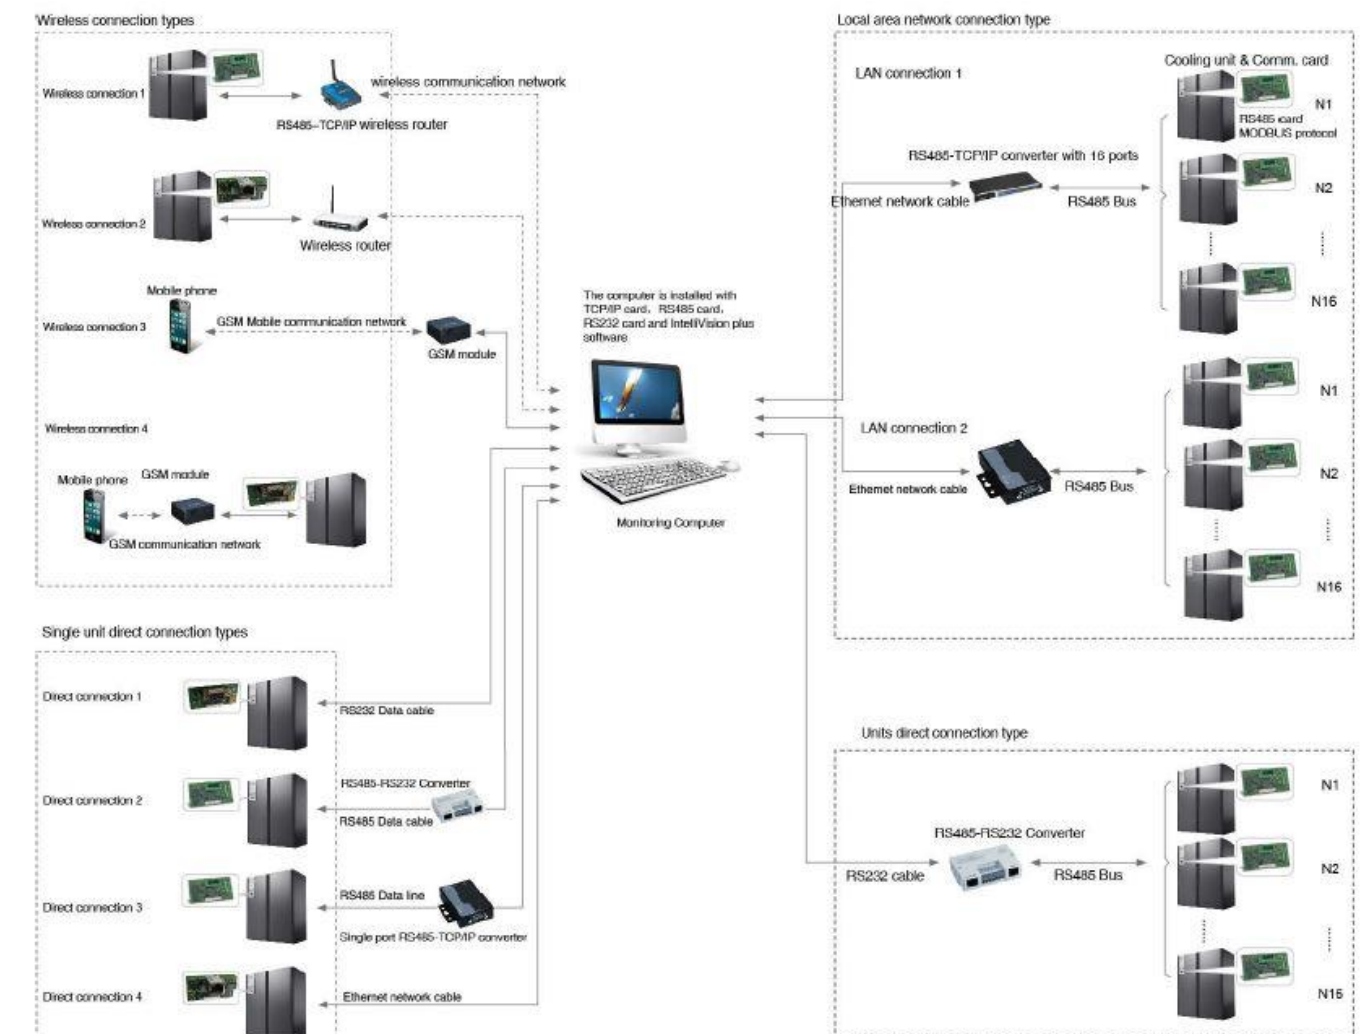 Wireless connection types
Wireless connection 1
wireless communication network
RS485–TCP/IP wireless router
Wireless connection 2
Wireless router
Mobile phone
Wireless connection 3
GSM Mobile communication network
GSM module
Wireless connection 4
Mobile phone
GSM module
GSM communication network
Single unit direct connection types
Direct connection 1
RS232 Data cable
Direct connection 2
RS485-RS232 Converter
RS485 Data cable
Direct connection 3
RS485 Data line
Single port RS485-TCP/IP converter
Direct connection 4
Ethernet network cable
The computer is installed with
TCP/IP card, RS485 card,
RS232 card and IntelliVision plus
software
Monitoring Computer
Local area network connection type
LAN connection 1
Cooling unit & Comm. card
N1
RS485 card
MODBUS protocol
RS485-TCP/IP converter with 16 ports
Ethernet network cable
RS485 Bus
N2
N16
LAN connection 2
Ethernet network cable
RS485 Bus
N1
N2
N16
Units direct connection type
RS485-RS232 Converter
RS232 cable
RS485 Bus
N1
N2
N16